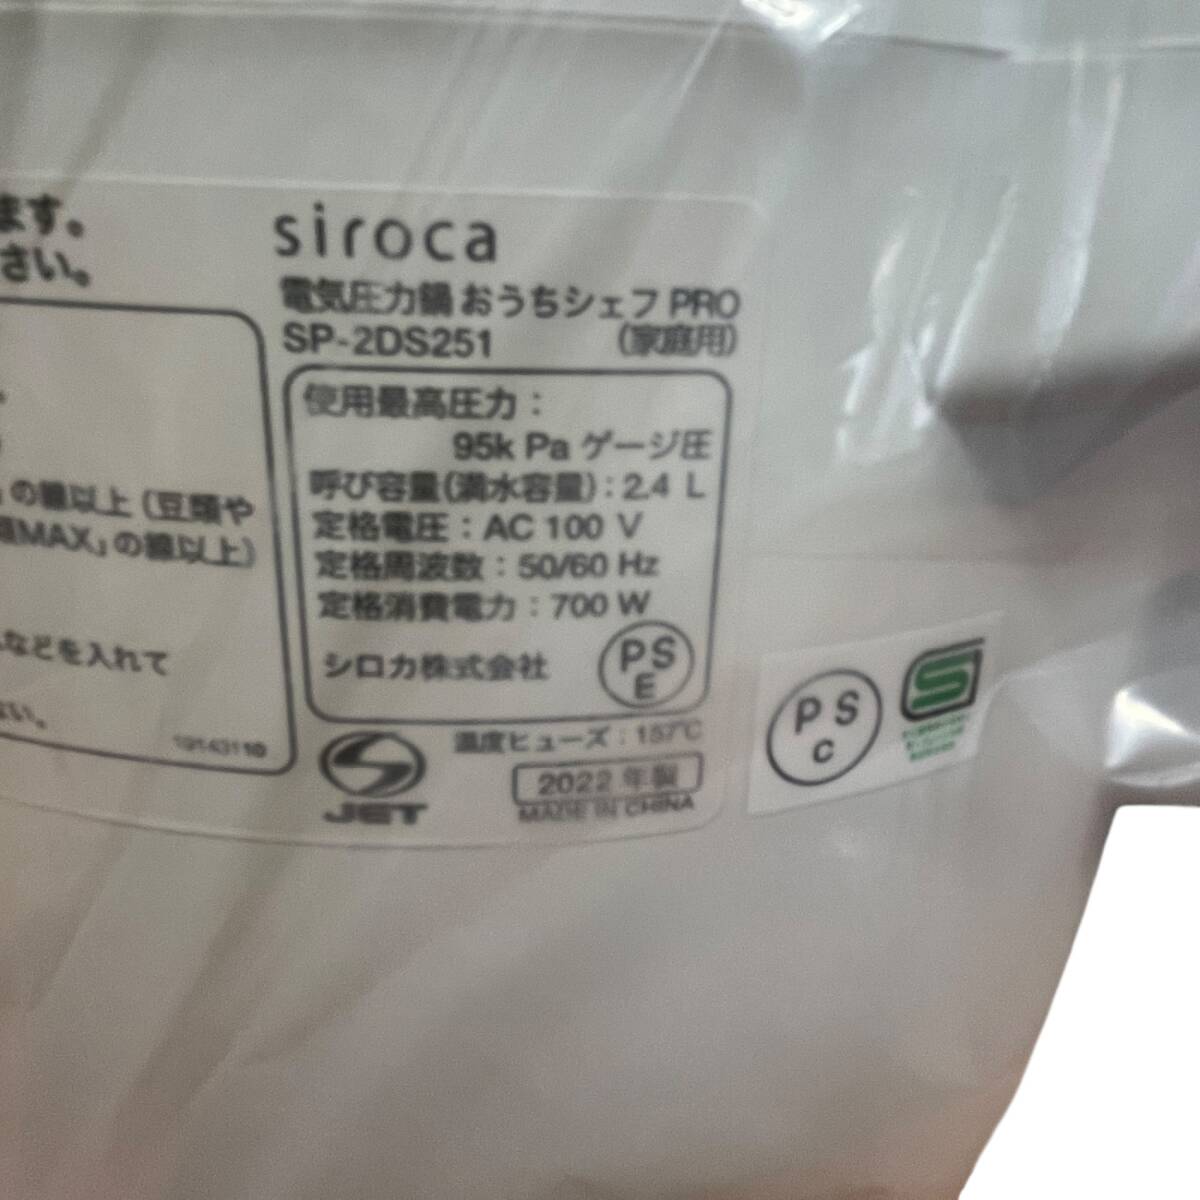 ます。
さい。
の線以上（豆類や
類MAX」の線以上）
などを入れて
siroca
電気圧力鍋 おうちシェフ PRO
SP-2DS251 （家庭用）
使用最高圧力：
95k Pa ゲージ圧
呼び容量（満水容量）：2.4 L
定格電圧：AC 100 V
定格周波数：50/60 Hz
定格消費電力：700 W
シロカ株式会社
PS
E
JET
温度ヒューズ：157℃
2022 年製
MADE IN CHINA
PS
C